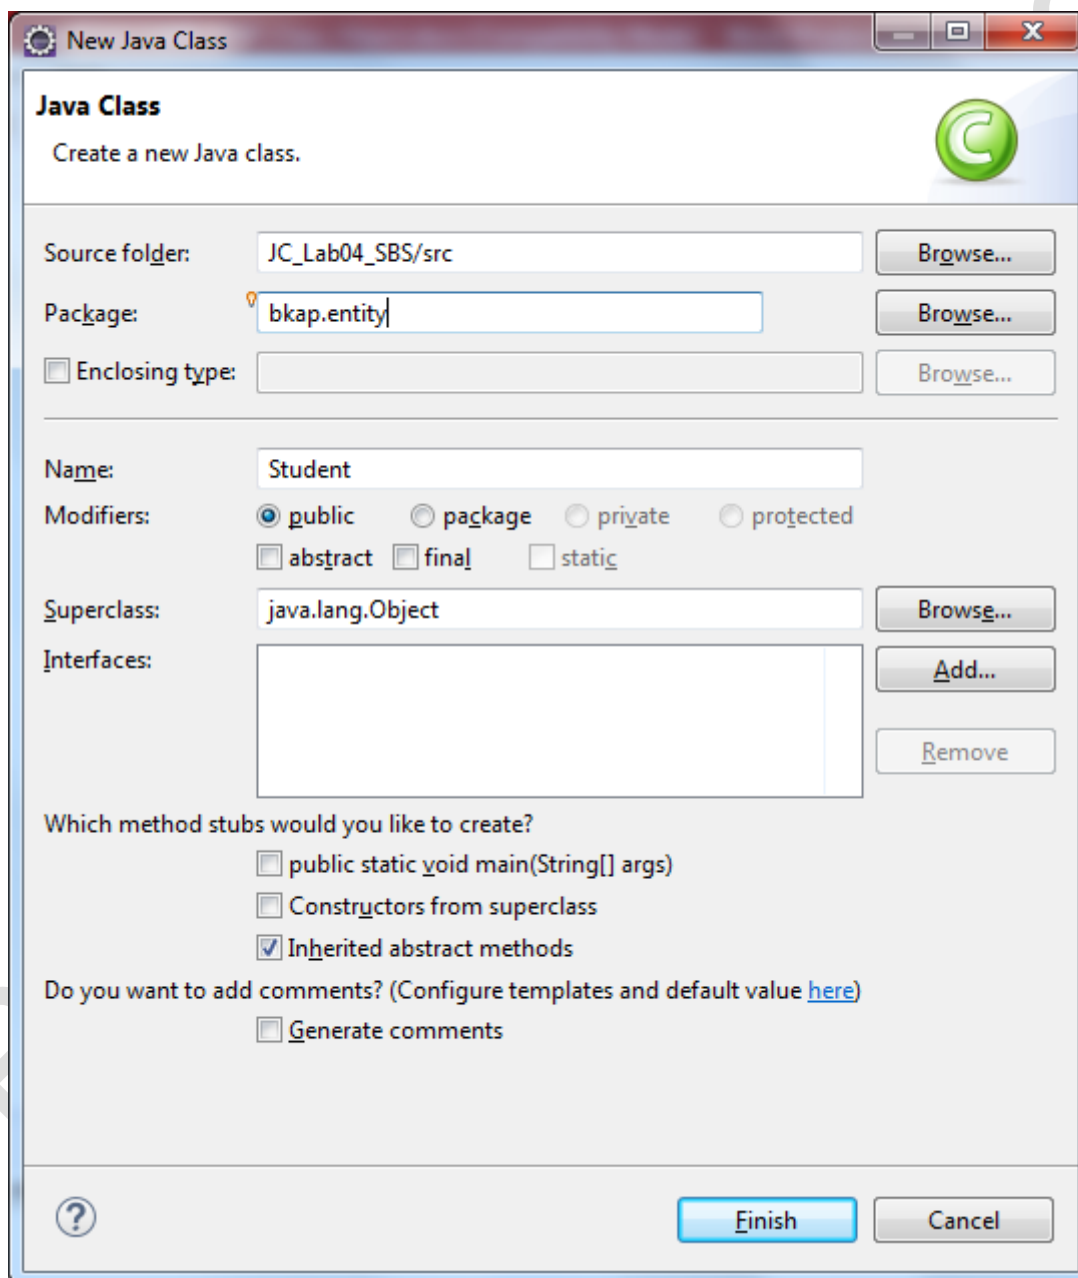 New Java Class
Java Class
Create a new Java class.
Source folder: JC_Lab04_SBS/src Browse...
Package: bkap.entity Browse...
Enclosing type: Browse...
Name: Student
Modifiers: public package private protected
abstract final static
Superclass: java.lang.Object Browse...
Interfaces: Add...
Remove
Which method stubs would you like to create?
public static void main(String[] args)
Constructors from superclass
Inherited abstract methods
Do you want to add comments? (Configure templates and default value here)
Generate comments
? Finish Cancel